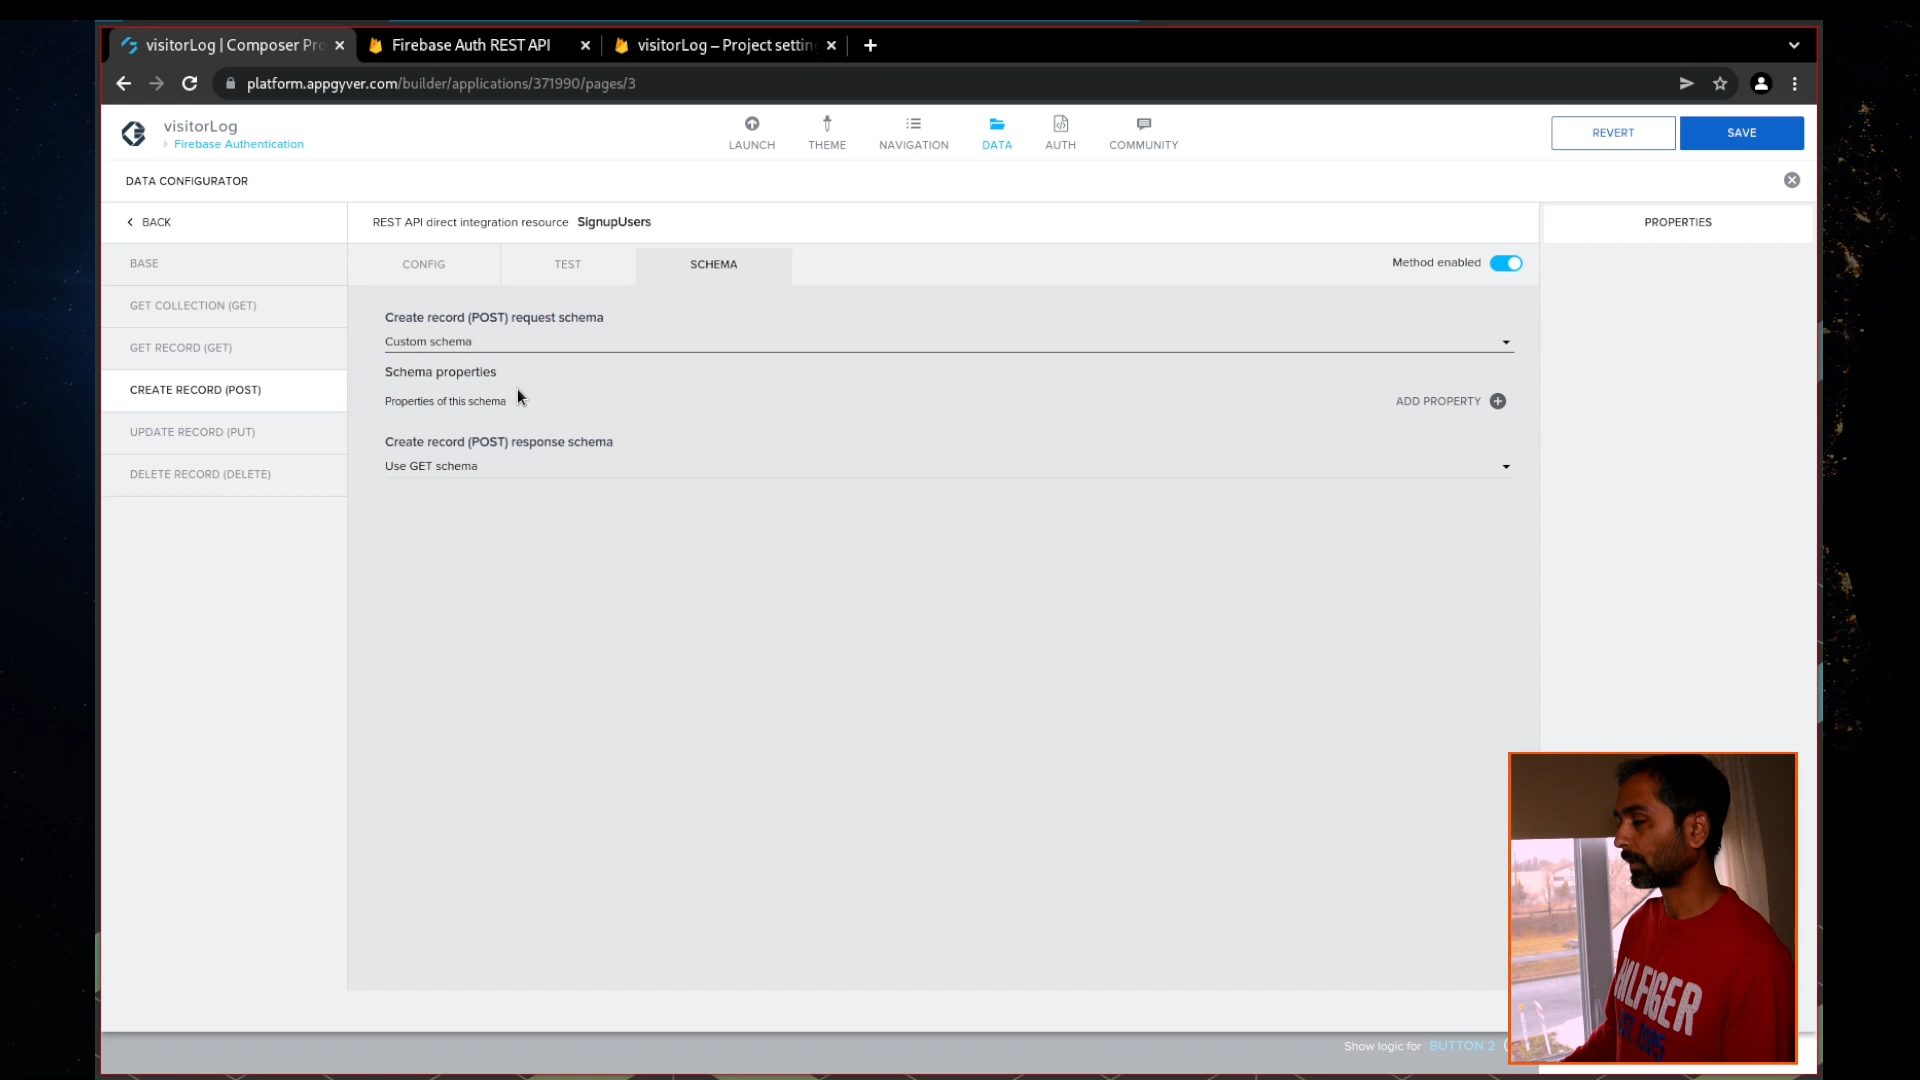 visitorLog | Composer Pro
Firebase Auth REST API
visitorLog – Project settin
platform.appgyver.com/builder/applications/371990/pages/3
visitorLog
Firebase Authentication
LAUNCH
THEME
NAVIGATION
DATA
AUTH
COMMUNITY
REVERT
SAVE
DATA CONFIGURATOR
BACK
REST API direct integration resource SignupUsers
PROPERTIES
BASE
CONFIG
TEST
SCHEMA
Method enabled
GET COLLECTION (GET)
GET RECORD (GET)
CREATE RECORD (POST)
UPDATE RECORD (PUT)
DELETE RECORD (DELETE)
Create record (POST) request schema
Custom schema
Schema properties
Properties of this schema
ADD PROPERTY
Create record (POST) response schema
Use GET schema
Show logic for BUTTON 2
HILFIGER